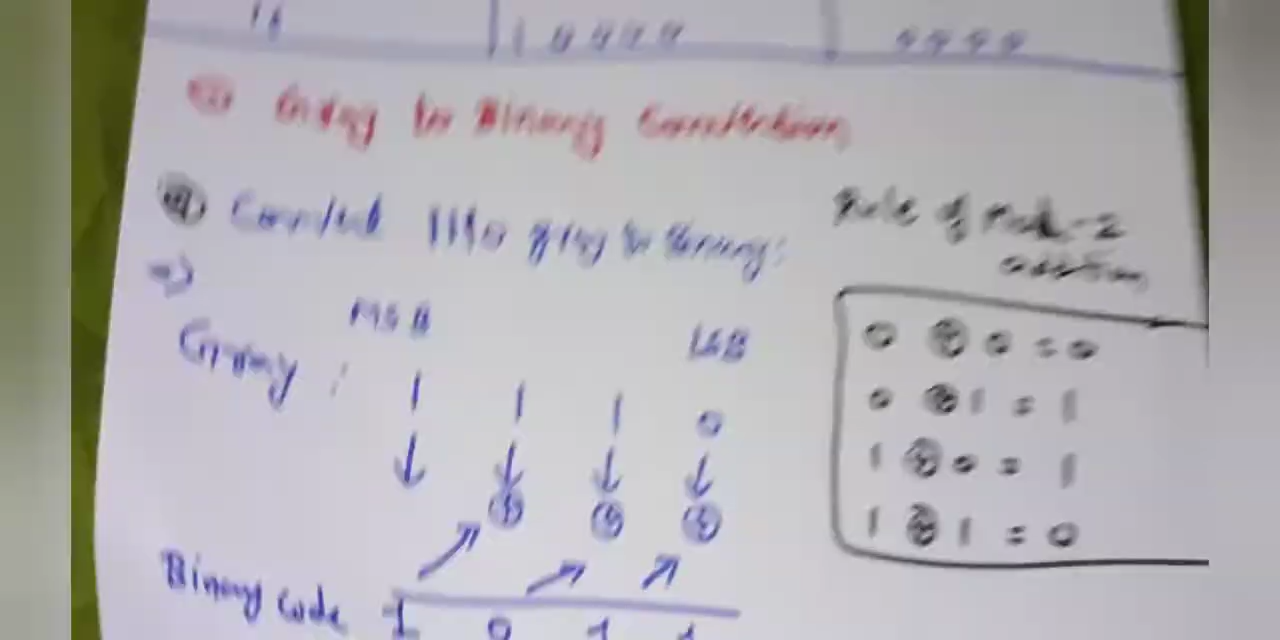 Gray to Binary
Convert 1110 gray to Binary:
Rule of Mod-2
addition
MSB LSB
Gray : 1 1 1 0
0 ⊕ 0 = 0
0 ⊕ 1 = 1
1 ⊕ 0 = 1
1 ⊕ 1 = 0
Binary code 1 0 1 1